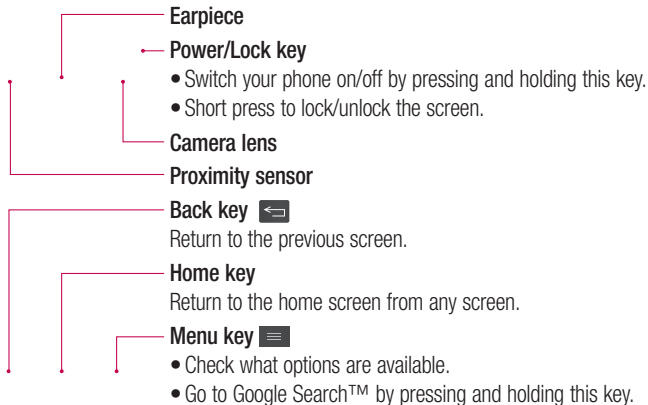 Earpiece
Power/Lock key
• Switch your phone on/off by pressing and holding this key.
• Short press to lock/unlock the screen.
Camera lens
Proximity sensor
Back key
Return to the previous screen.
Home key
Return to the home screen from any screen.
Menu key
• Check what options are available.
• Go to Google Search™ by pressing and holding this key.